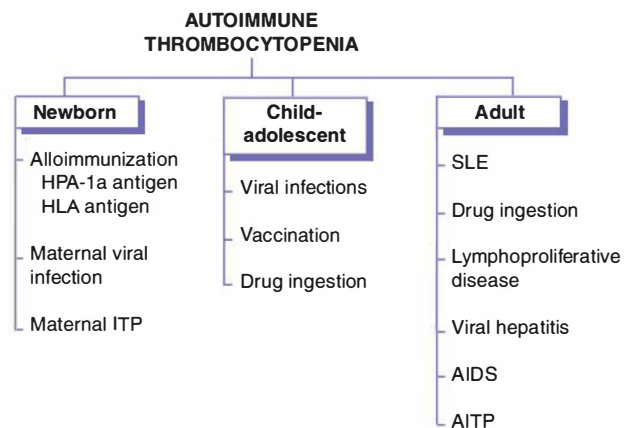 AUTOIMMUNE
THROMBOCYTOPENIA
Newborn
Alloimmunization
HPA-1a antigen
HLA antigen
Maternal viral
infection
Maternal ITP
Child-
adolescent
Viral infections
Vaccination
Drug ingestion
Adult
SLE
Drug ingestion
Lymphoproliferative
disease
Viral hepatitis
AIDS
AITP